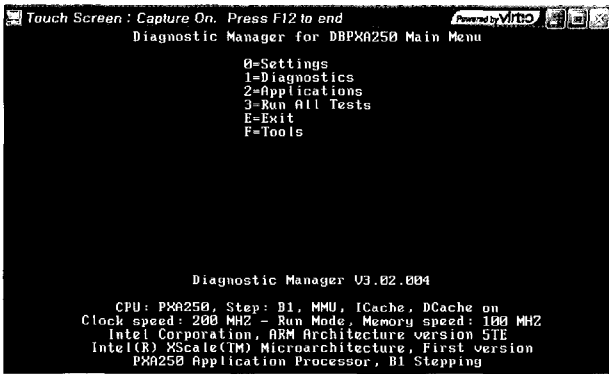 Touch Screen : Capture On. Press F12 to end
Powered by Virtio
Diagnostic Manager for DBPXA250 Main Menu
0=Settings
1=Diagnostics
2=Applications
3=Run All Tests
E=Exit
F=Tools
Diagnostic Manager V3.02.004
CPU: PXA250, Step: B1, MMU, ICache, DCache on
Clock speed: 200 MHZ - Run Mode, Memory speed: 100 MHZ
Intel Corporation, ARM Architecture version 5TE
Intel(R) XScale(TM) Microarchitecture, First version
PXA250 Application Processor, B1 Stepping